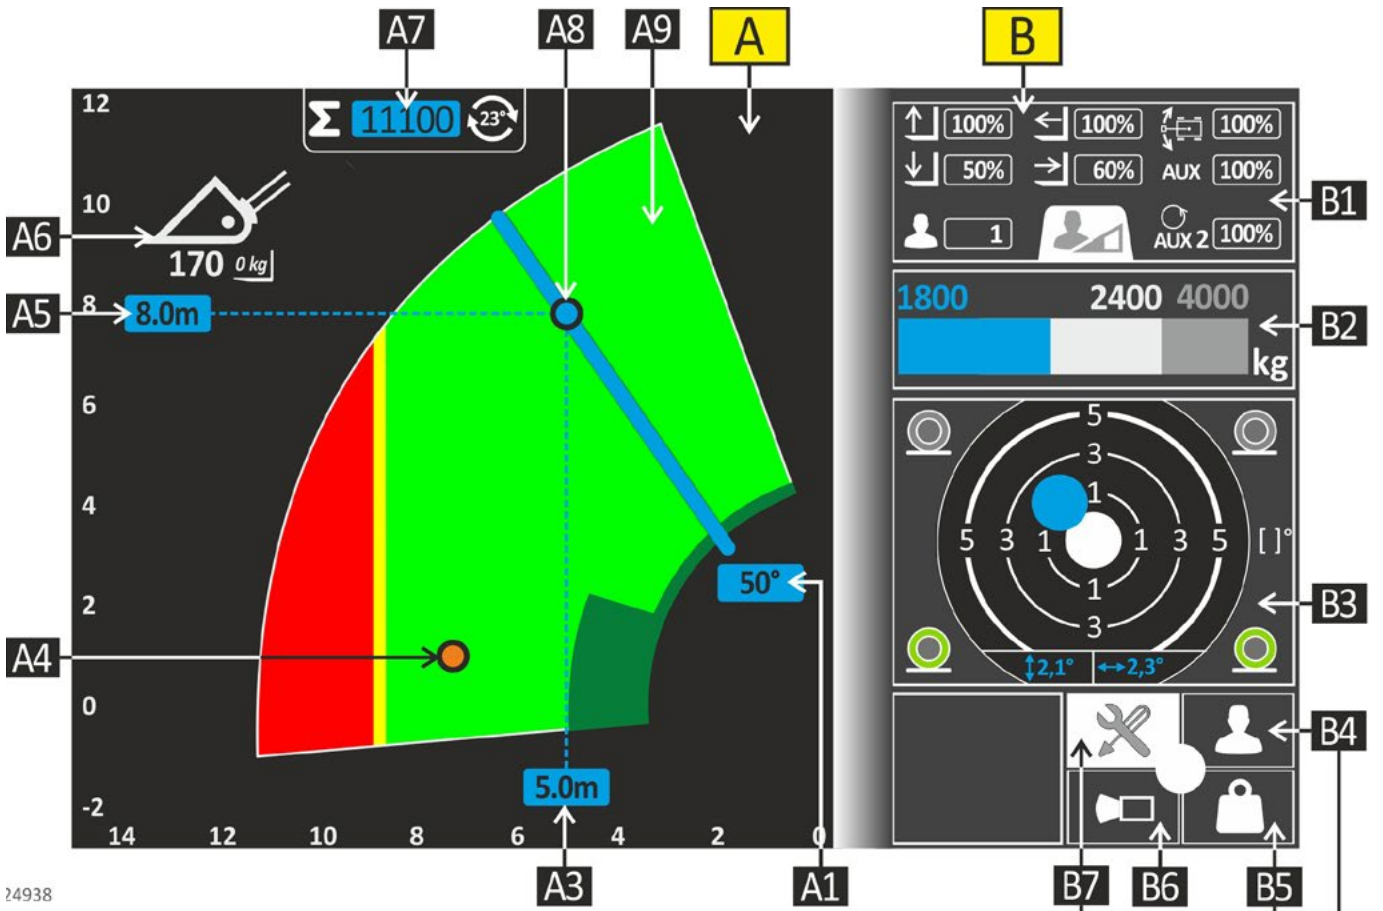 A7 A8 A9 A B
12
Σ 11100 23°
100% 100% 100%
50% 60% AUX 100%
B1
10
A6
170 0 kg
1 AUX 2 100%
1800 2400 4000
A5 8 8.0m
B2
kg
6
5
3
1
4
5 3 1 1 3 5 [ ]°
50°
1
2
B3
3
A4
2,1° 2,3°
0
B4
5.0m
-2
14 12 10 8 6 4 2 0
A3 A1 B7 B6 B5
24938